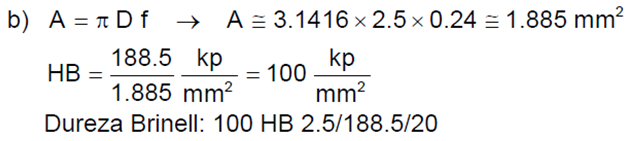 b) A = π D f → A ≅ 3.1416 × 2.5 × 0.24 ≅ 1.885 mm²
HB = 188.5/1.885 kp/mm² = 100 kp/mm²
Dureza Brinell: 100 HB 2.5/188.5/20